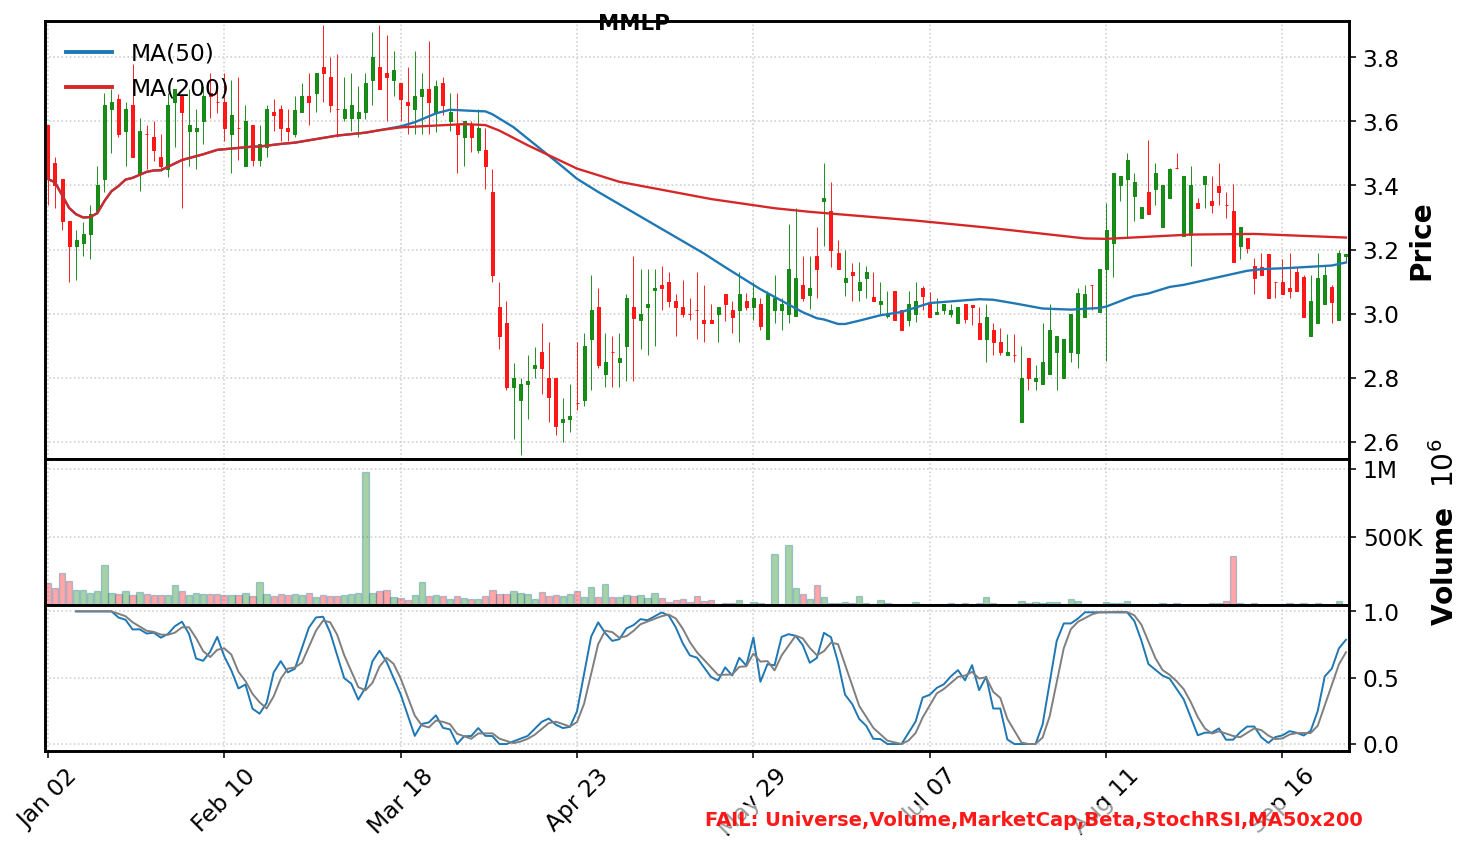 MMLP
MA(50)
MA(200)
3.8
3.6
3.4
3.2
3.0
2.8
2.6
Price
1M
500K
Volume 10⁶
1.0
0.5
0.0
Jan 02
Feb 10
Mar 18
Apr 23
May 29
Jul 07
Aug 11
Sep 16
FAIL: Universe,Volume,MarketCap,Beta,StochRSI,MA50x200